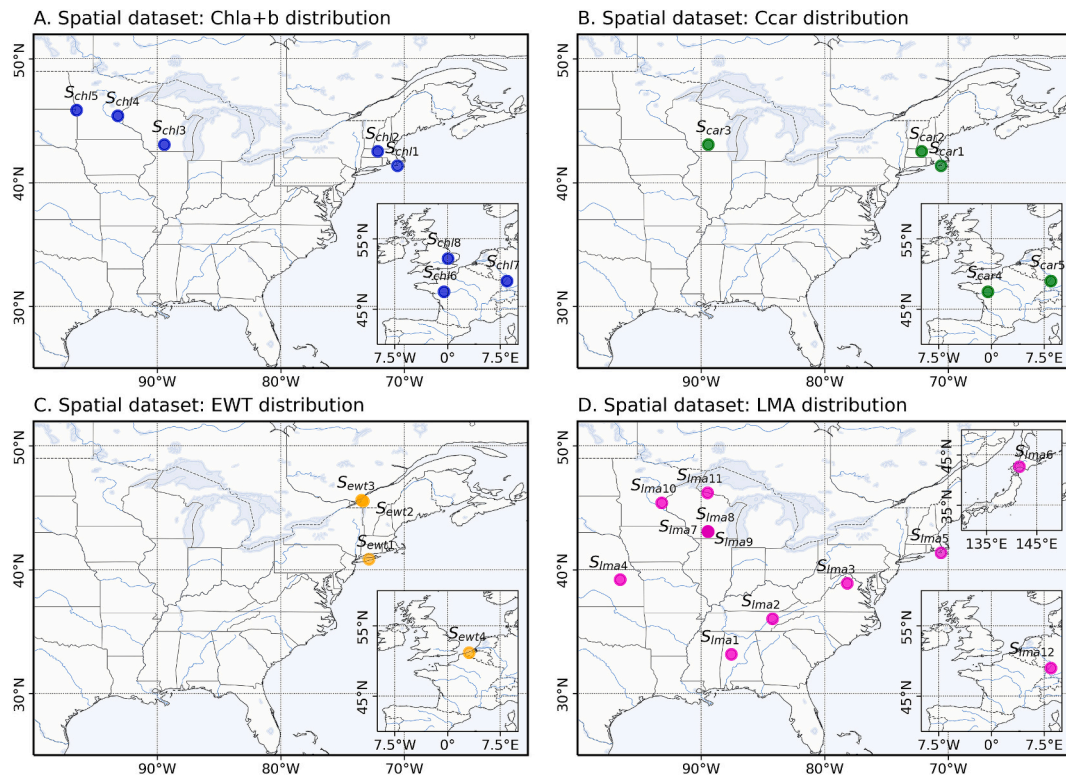 A. Spatial dataset: Chla+b distribution
50°N
40°N
30°N
S_chl5
S_chl4
S_chl3
S_chl2
S_chl1
55°N
45°N
S_chl8
S_chl6
S_chl7
7.5°W
0°
7.5°E
90°W
80°W
70°W
B. Spatial dataset: Ccar distribution
50°N
40°N
30°N
S_car3
S_car2
S_car1
55°N
45°N
S_car4
S_car5
7.5°W
0°
7.5°E
90°W
80°W
70°W
C. Spatial dataset: EWT distribution
50°N
40°N
30°N
S_ewt3
S_ewt2
S_ewt1
55°N
45°N
S_ewt4
7.5°W
0°
7.5°E
90°W
80°W
70°W
D. Spatial dataset: LMA distribution
50°N
40°N
30°N
45°N
35°N
S_lma6
135°E
145°E
S_lma11
S_lma10
S_lma8
S_lma7
S_lma9
S_lma5
S_lma4
S_lma3
S_lma2
S_lma1
55°N
45°N
S_lma12
7.5°W
0°
7.5°E
90°W
80°W
70°W